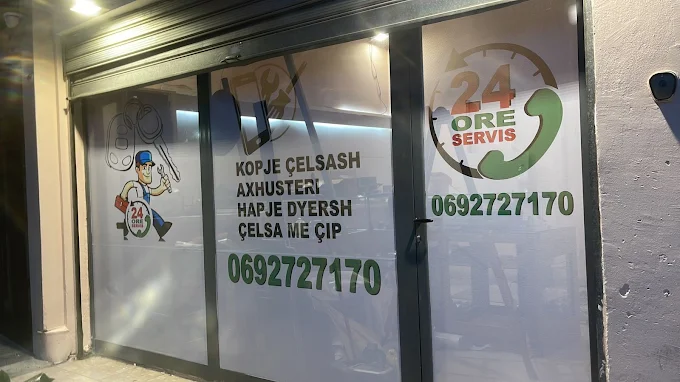 24
ORE
SERVIS
KOPJE ÇELSASH
AXHUSTERI
HAPJE DYERSH
ÇELSA ME ÇIP
0692727170
24
ORE
SERVIS
0692727170